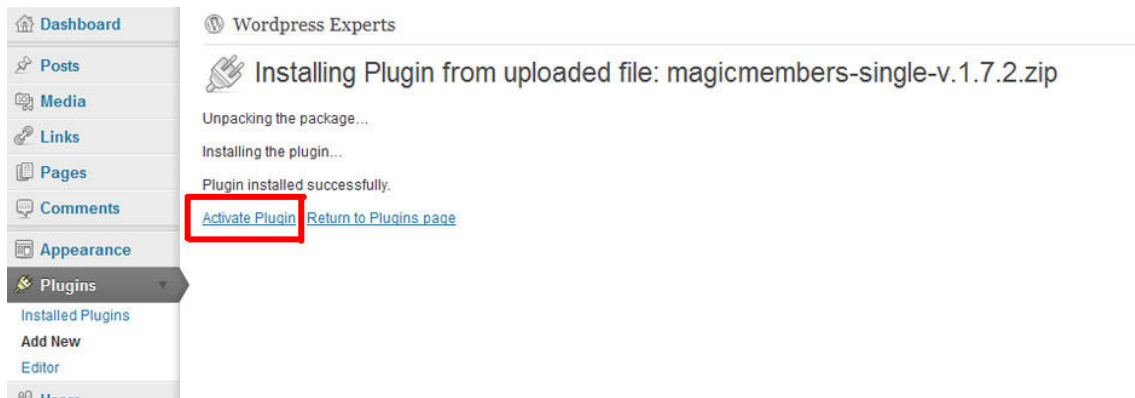 Dashboard
Posts
Media
Links
Pages
Comments
Appearance
Plugins
Installed Plugins
Add New
Editor
Wordpress Experts
Installing Plugin from uploaded file: magicmembers-single-v.1.7.2.zip
Unpacking the package...
Installing the plugin...
Plugin installed successfully.
Activate Plugin Return to Plugins page